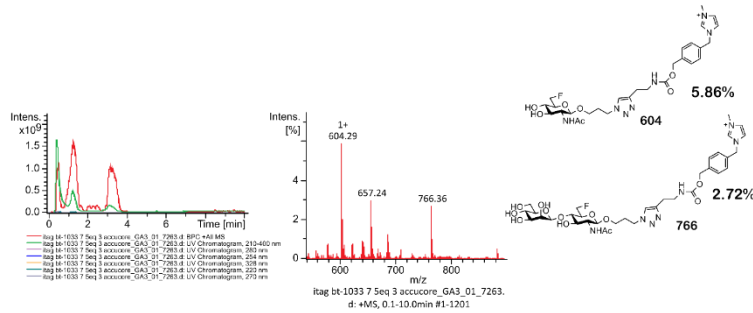 Intens.
x10⁹
1.5
1.0
0.5
0.0
0
2
4
6
8
Time [min]
itag bt-1033 7 5eq 3 accucore_GA3_01_7263.d: BPC +All MS
itag bt-1033 7 5eq 3 accucore_GA3_01_7263.d: UV Chromatogram, 210-400 nm
itag bt-1033 7 5eq 3 accucore_GA3_01_7263.d: UV Chromatogram, 280 nm
itag bt-1033 7 5eq 3 accucore_GA3_01_7263.d: UV Chromatogram, 254 nm
itag bt-1033 7 5eq 3 accucore_GA3_01_7263.d: UV Chromatogram, 328 nm
itag bt-1033 7 5eq 3 accucore_GA3_01_7263.d: UV Chromatogram, 220 nm
itag bt-1033 7 5eq 3 accucore_GA3_01_7263.d: UV Chromatogram, 270 nm
Intens.
[%]
6
4
2
0
1+
604.29
657.24
766.36
600
700
800
m/z
itag bt-1033 7 5eq 3 accucore_GA3_01_7263.
d: +MS, 0.1-10.0min #1-1201
N
N
+
O
O
H
N
5.86%
F
O
HO
HO
NHAc
O
N
N
N
604
N
N
+
O
O
H
N
2.72%
HO
OH
HO
HO
O
O
F
O
HO
NHAc
O
N
N
N
766